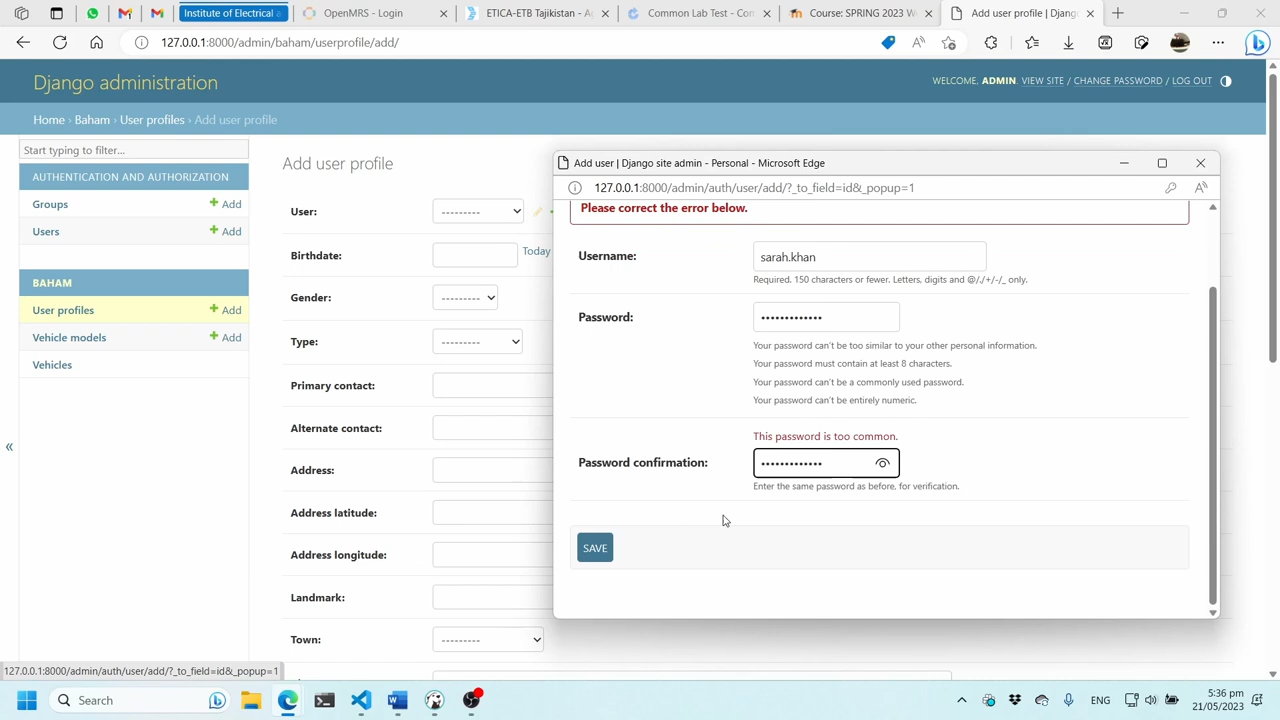 Institute of Electrical a
OpenMRS - Login
ETICA-ETB Tajikistan - A
Common Lab Test - Con
Course: SPRING 2
Add user profile | Django
127.0.0.1:8000/admin/baham/userprofile/add/
Django administration
WELCOME, ADMIN. VIEW SITE / CHANGE PASSWORD / LOG OUT
Home › Baham › User profiles › Add user profile
Start typing to filter...
AUTHENTICATION AND AUTHORIZATION
Groups
Add
Users
Add
BAHAM
User profiles
Add
Vehicle models
Add
Vehicles
«
Add user profile
User:
---------
Birthdate:
Today
Gender:
---------
Type:
---------
Primary contact:
Alternate contact:
Address:
Address latitude:
Address longitude:
Landmark:
Town:
---------
Add user | Django site admin - Personal - Microsoft Edge
127.0.0.1:8000/admin/auth/user/add/?_to_field=id&_popup=1
Please correct the error below.
Username:
sarah.khan
Required. 150 characters or fewer. Letters, digits and @/./+/-/_ only.
Password:
•••••••••••••
Your password can't be too similar to your other personal information.
Your password must contain at least 8 characters.
Your password can't be a commonly used password.
Your password can't be entirely numeric.
This password is too common.
Password confirmation:
•••••••••••••
Enter the same password as before, for verification.
SAVE
127.0.0.1:8000/admin/auth/user/add/?_to_field=id&_popup=1
Search
ENG
5:36 pm
21/05/2023